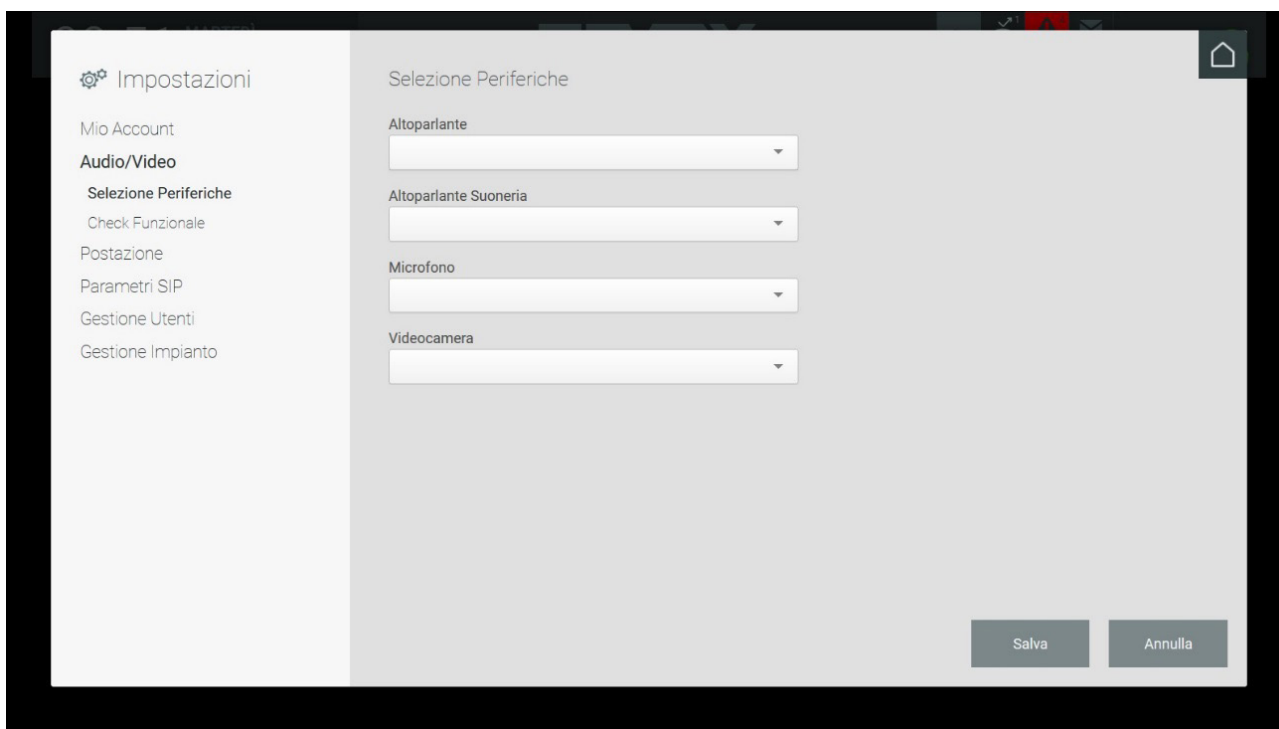 Impostazioni
Mio Account
Audio/Video
Selezione Periferiche
Check Funzionale
Postazione
Parametri SIP
Gestione Utenti
Gestione Impianto
Selezione Periferiche
Altoparlante
Altoparlante Suoneria
Microfono
Videocamera
Salva
Annulla